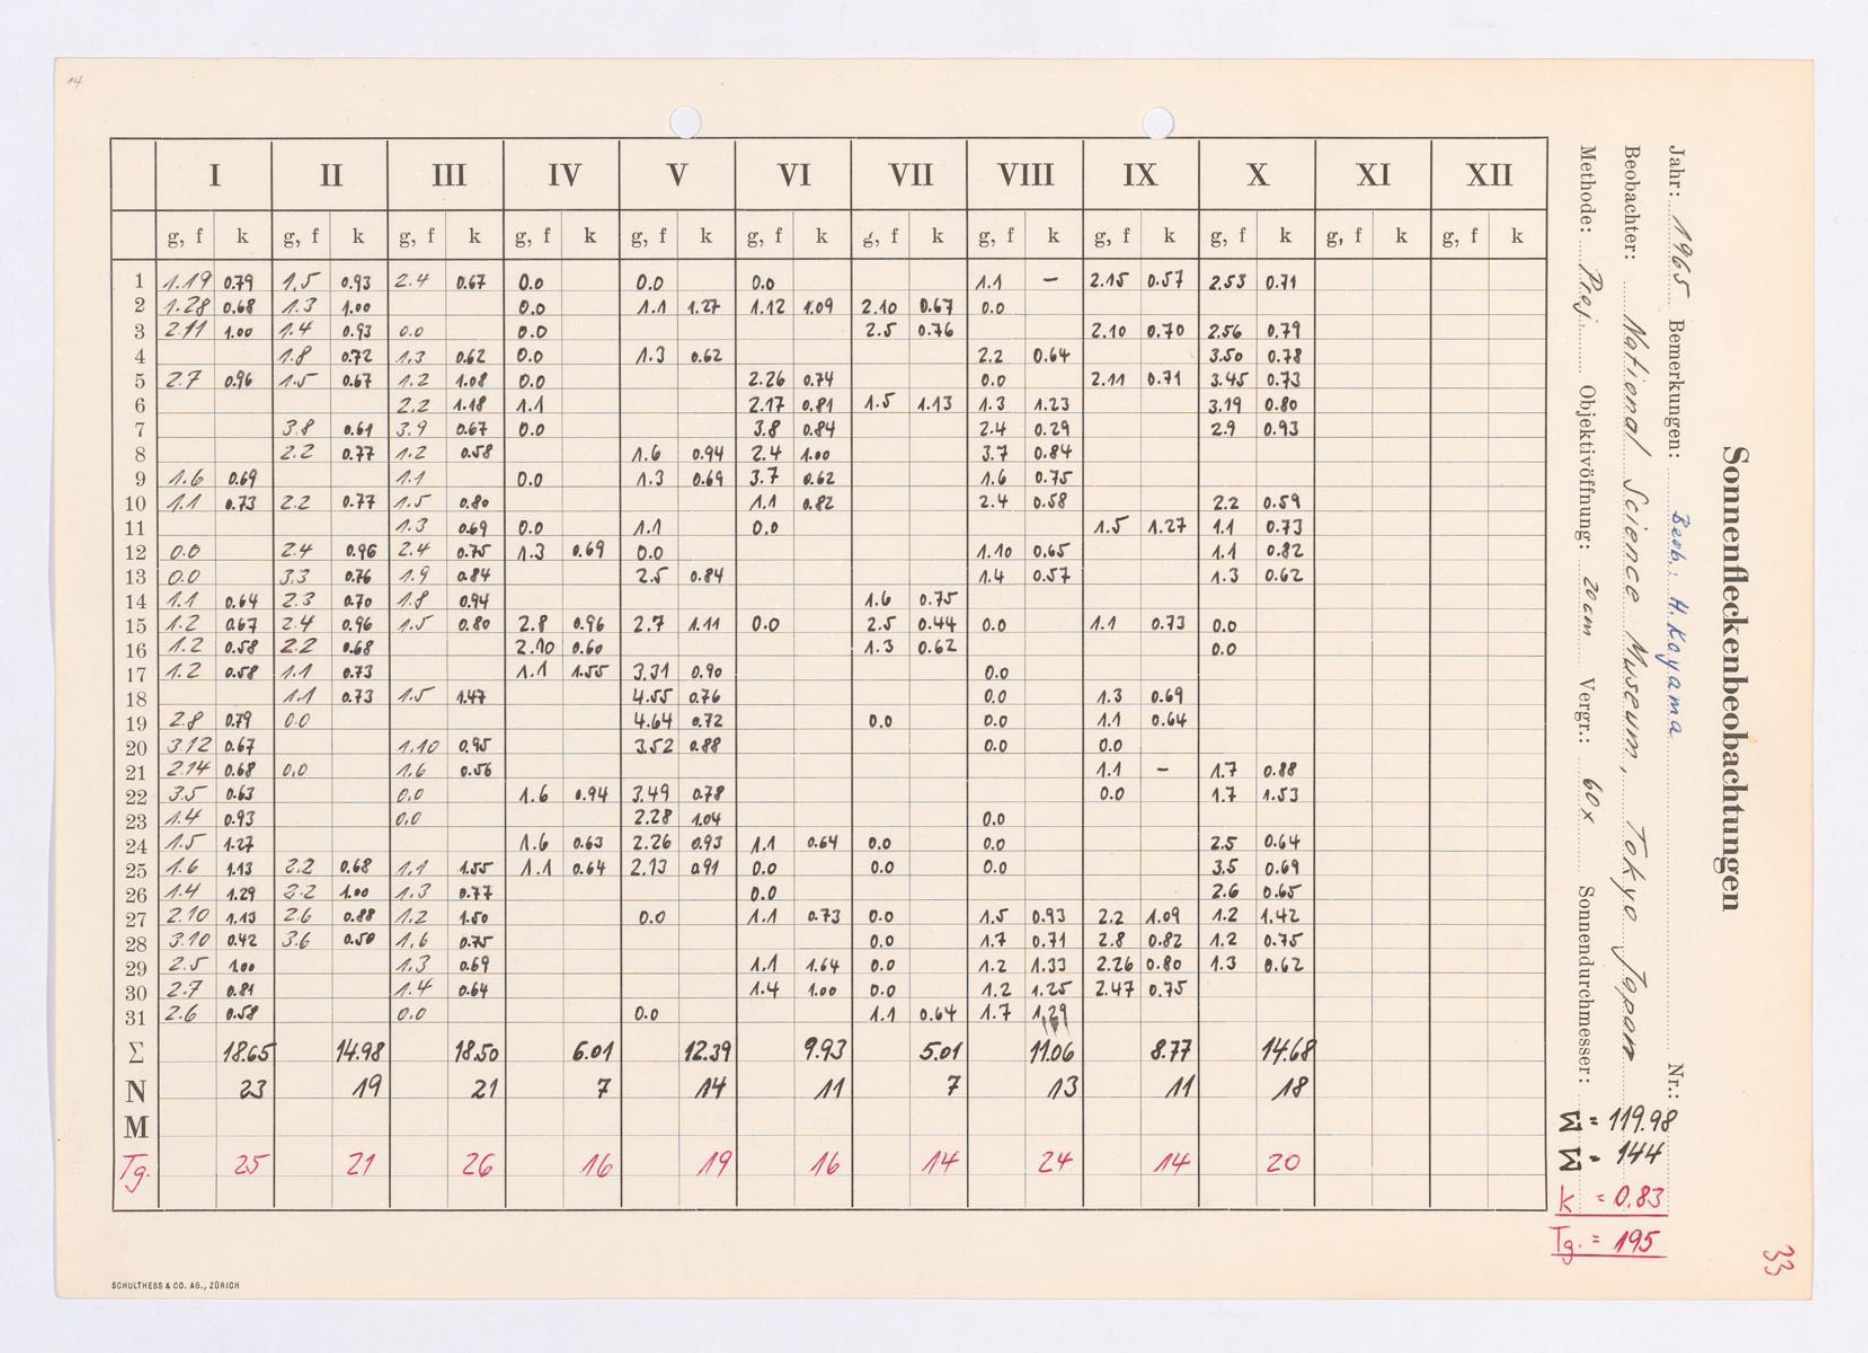 14
Sonnenfleckenbeobachtungen
Jahr: 1965 Bemerkungen: Beob.: H. Koyama Nr.:
Beobachter: National Science Museum, Tokyo Japan
Methode: Proj. Objektivöffnung: 20cm Vergr.: 60x Sonnendurchmesser:
I II III IV V VI VII VIII IX X XI XII
g, f k g, f k g, f k g, f k g, f k g, f k g, f k g, f k g, f k g, f k g, f k g, f k
1 1.19 0.79 1.5 0.93 2.4 0.67 0.0 0.0 0.0 1.1 – 2.15 0.57 2.53 0.71
2 1.28 0.68 1.3 1.00 0.0 1.1 1.27 1.12 1.09 2.10 0.67 0.0
3 2.11 1.00 1.4 0.93 0.0 0.0 2.5 0.76 2.10 0.70 2.56 0.79
4 1.8 0.72 1.3 0.62 0.0 1.3 0.62 2.2 0.64 3.50 0.78
5 2.7 0.96 1.5 0.67 1.2 1.08 0.0 2.26 0.74 0.0 2.11 0.71 3.45 0.73
6 2.2 1.18 1.1 2.17 0.81 1.5 1.13 1.3 1.23 3.19 0.80
7 3.8 0.61 3.9 0.67 0.0 3.8 0.84 2.4 0.29 2.9 0.93
8 2.2 0.77 1.2 0.58 1.6 0.94 2.4 1.00 3.7 0.84
9 1.6 0.69 1.1 0.0 1.3 0.69 3.7 0.62 1.6 0.75
10 1.1 0.73 2.2 0.77 1.5 0.80 1.1 0.82 2.4 0.58 2.2 0.59
11 1.3 0.69 0.0 1.1 0.0 1.5 1.27 1.1 0.73
12 0.0 2.4 0.96 2.4 0.75 1.3 0.69 0.0 1.10 0.65 1.1 0.82
13 0.0 3.3 0.76 1.9 0.84 2.5 0.84 1.4 0.57 1.3 0.62
14 1.1 0.64 2.3 0.70 1.8 0.94 1.6 0.75
15 1.2 0.67 2.4 0.96 1.5 0.80 2.8 0.96 2.7 1.11 0.0 2.5 0.44 0.0 1.1 0.73 0.0
16 1.2 0.58 2.2 0.68 2.10 0.60 1.3 0.62 0.0
17 1.2 0.58 1.1 0.73 1.1 1.55 3.31 0.90 0.0
18 1.1 0.73 1.5 1.47 4.55 0.76 0.0 1.3 0.69
19 2.8 0.79 0.0 4.64 0.72 0.0 0.0 1.1 0.64
20 3.12 0.67 1.10 0.95 3.52 0.88 0.0 0.0
21 2.14 0.68 0.0 1.6 0.56 1.1 – 1.7 0.88
22 3.5 0.63 0.0 1.6 0.94 3.49 0.78 0.0 1.7 1.53
23 1.4 0.93 0.0 2.28 1.04 0.0
24 1.5 1.27 1.6 0.63 2.26 0.93 1.1 0.64 0.0 0.0 2.5 0.64
25 1.6 1.13 2.2 0.68 1.1 1.55 1.1 0.64 2.13 0.91 0.0 0.0 0.0 3.5 0.69
26 1.4 1.29 2.2 1.00 1.3 0.77 0.0 2.6 0.65
27 2.10 1.13 2.6 0.88 1.2 1.50 0.0 1.1 0.73 0.0 1.5 0.93 2.2 1.09 1.2 1.42
28 3.10 0.42 3.6 0.50 1.6 0.75 0.0 1.7 0.71 2.8 0.82 1.2 0.75
29 2.5 1.00 1.3 0.69 1.1 1.64 0.0 1.2 1.33 2.26 0.80 1.3 0.62
30 2.7 0.81 1.4 0.64 1.4 1.00 0.0 1.2 1.25 2.47 0.75
31 2.6 0.58 0.0 0.0 1.1 0.64 1.7 1.29
Σ 18.65 14.98 18.50 6.01 12.39 9.93 5.01 11.06 8.77 14.68
N 23 19 21 7 14 11 7 13 11 18
M
Tg. 25 21 26 16 19 16 14 24 14 20
Σ = 119.98
Σ = 144
k = 0.83
Tg. = 195
33
SCHULTHESS & CO. AG., ZÜRICH